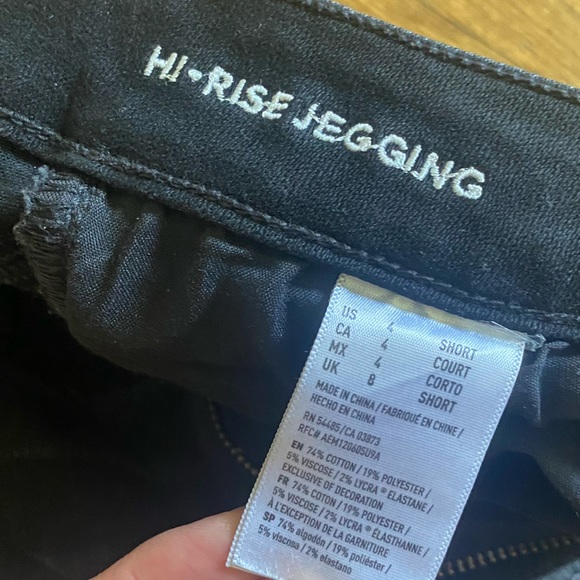 HI•RISE JEGGING
US 4 SHORT
CA 4 COURT
MX 4 CORTO
UK 8 SHORT
MADE IN CHINA / FABRIQUÉ EN CHINE /
HECHO EN CHINA
RN 54485/CA 03873
RFC# AEM120605U9A
EN 74% COTTON / 19% POLYESTER /
5% VISCOSE / 2% LYCRA ® ELASTANE /
EXCLUSIVE OF DECORATION
FR 74% COTON / 19% POLYESTER /
5% VISCOSE / 2% LYCRA ® ÉLASTHANNE /
À L'EXCEPTION DE LA GARNITURE
SP 74% algodón / 19% poliéster /
5% viscosa / 2% elastano